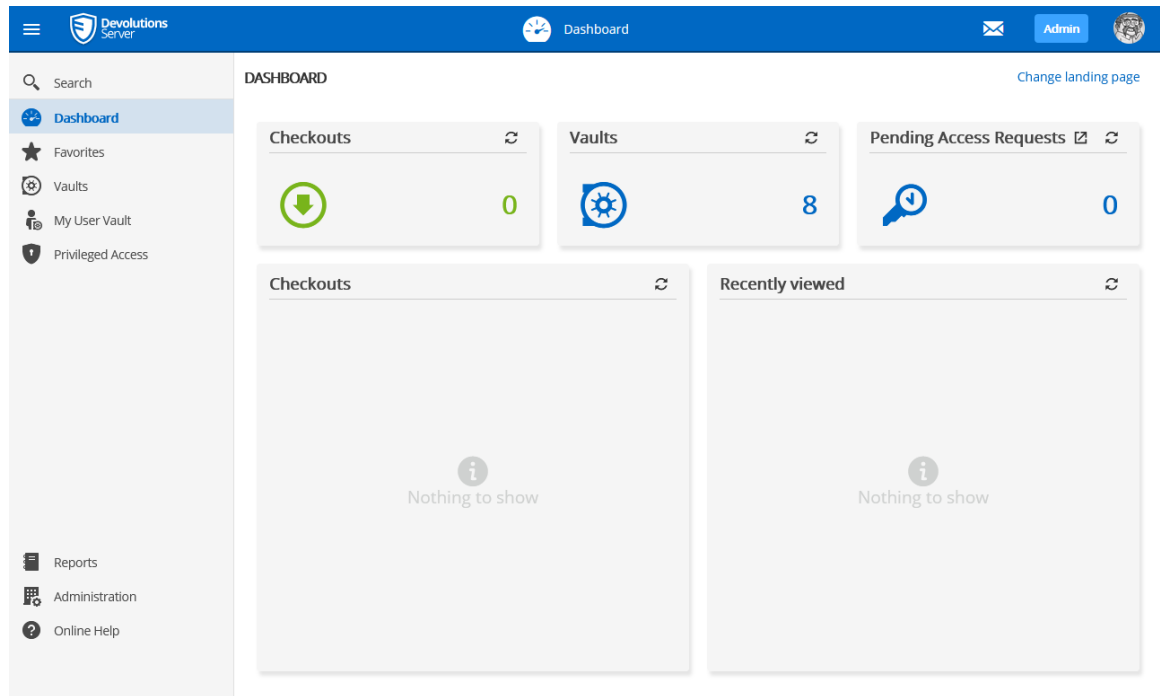 Devolutions
Server
Dashboard
Admin
Search
Dashboard
Favorites
Vaults
My User Vault
Privileged Access
Reports
Administration
Online Help
DASHBOARD
Change landing page
Checkouts
0
Vaults
8
Pending Access Requests
0
Checkouts
Nothing to show
Recently viewed
Nothing to show